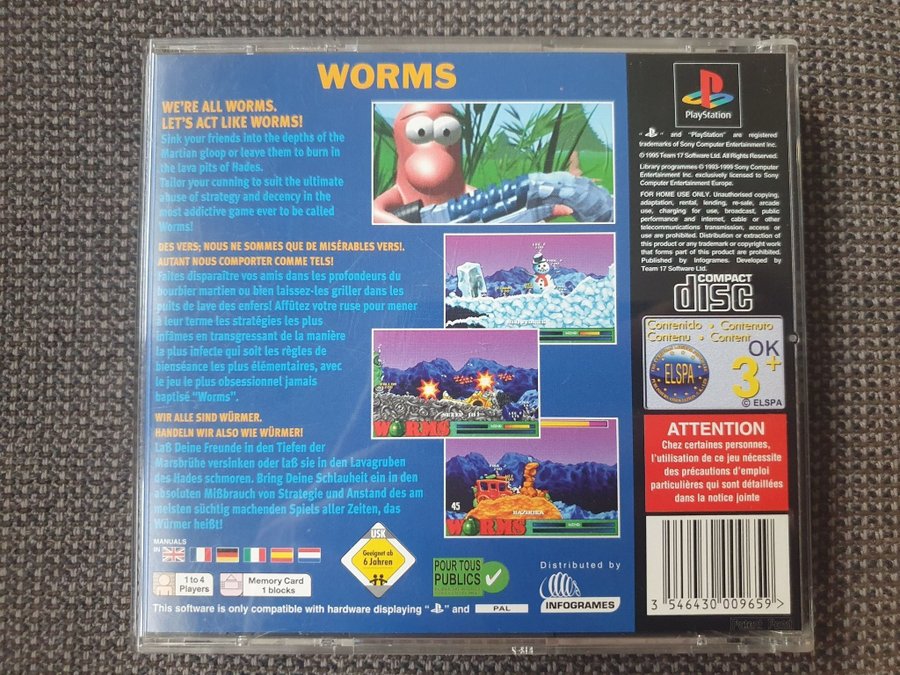 WORMS
WE'RE ALL WORMS.
LET'S ACT LIKE WORMS!
Sink your friends into the depths of the
Martian gloop or leave them to burn in
the lava pits of Hades.
Tailor your cunning to suit the ultimate
abuse of strategy and decency in the
most addictive game ever to be called
Worms!
DES VERS; NOUS NE SOMMES QUE DE MISÉRABLES VERS!.
AUTANT NOUS COMPORTER COMME TELS!
Faites disparaître vos amis dans les profondeurs du
bourbier martien ou bien laissez-les griller dans les
puits de lave des enfers! Affûtez votre ruse pour mener
à leur terme les stratégies les plus
infâmes en transgressant de la manière
la plus infecte qui soit les règles de
bienséance les plus élémentaires, avec
le jeu le plus obsessionnel jamais
baptisé "Worms".
WIR ALLE SIND WÜRMER.
HANDELN WIR ALSO WIE WÜRMER!
Laß Deine Freunde in den Tiefen der
Marsbrühe versinken oder laß sie in den Lavagruben
des Hades schmoren. Bring Deine Schlauheit ein in den
absoluten Mißbrauch von Strategie und Anstand des am
meisten süchtig machenden Spiels aller Zeiten, das
Würmer heißt!
WORMS
45
BAZOOKA
WORMS
MANUALS
IN
USK
Geeignet ab
6 Jahren
POUR TOUS
PUBLICS
Distributed by
INFOGRAMES
1 to 4
Players
Memory Card
1 blocks
This software is only compatible with hardware displaying " " and PAL
PlayStation
" " and "PlayStation" are registered
trademarks of Sony Computer Entertainment Inc.
© 1995 Team 17 Software Ltd. All Rights Reserved.
Library programmes © 1993-1999 Sony Computer
Entertainment Inc. exclusively licensed to Sony
Computer Entertainment Europe.
FOR HOME USE ONLY. Unauthorised copying,
adaptation, rental, lending, re-sale, arcade
use, charging for use, broadcast, public
performance and internet, cable or other
telecommunications transmission, access or
use are prohibited. Distribution or extraction of
this product or any trademark or copyright work
that forms part of this product are prohibited.
Published by Infogrames. Developed by
Team 17 Software Ltd.
COMPACT
disc
Contenido • Contenuto
Contenu • Content
OK
3+
ELSPA
© ELSPA
ATTENTION
Chez certaines personnes,
l'utilisation de ce jeu nécessite
des précautions d'emploi
particulières qui sont détaillées
dans la notice jointe
3 546430 009659 >